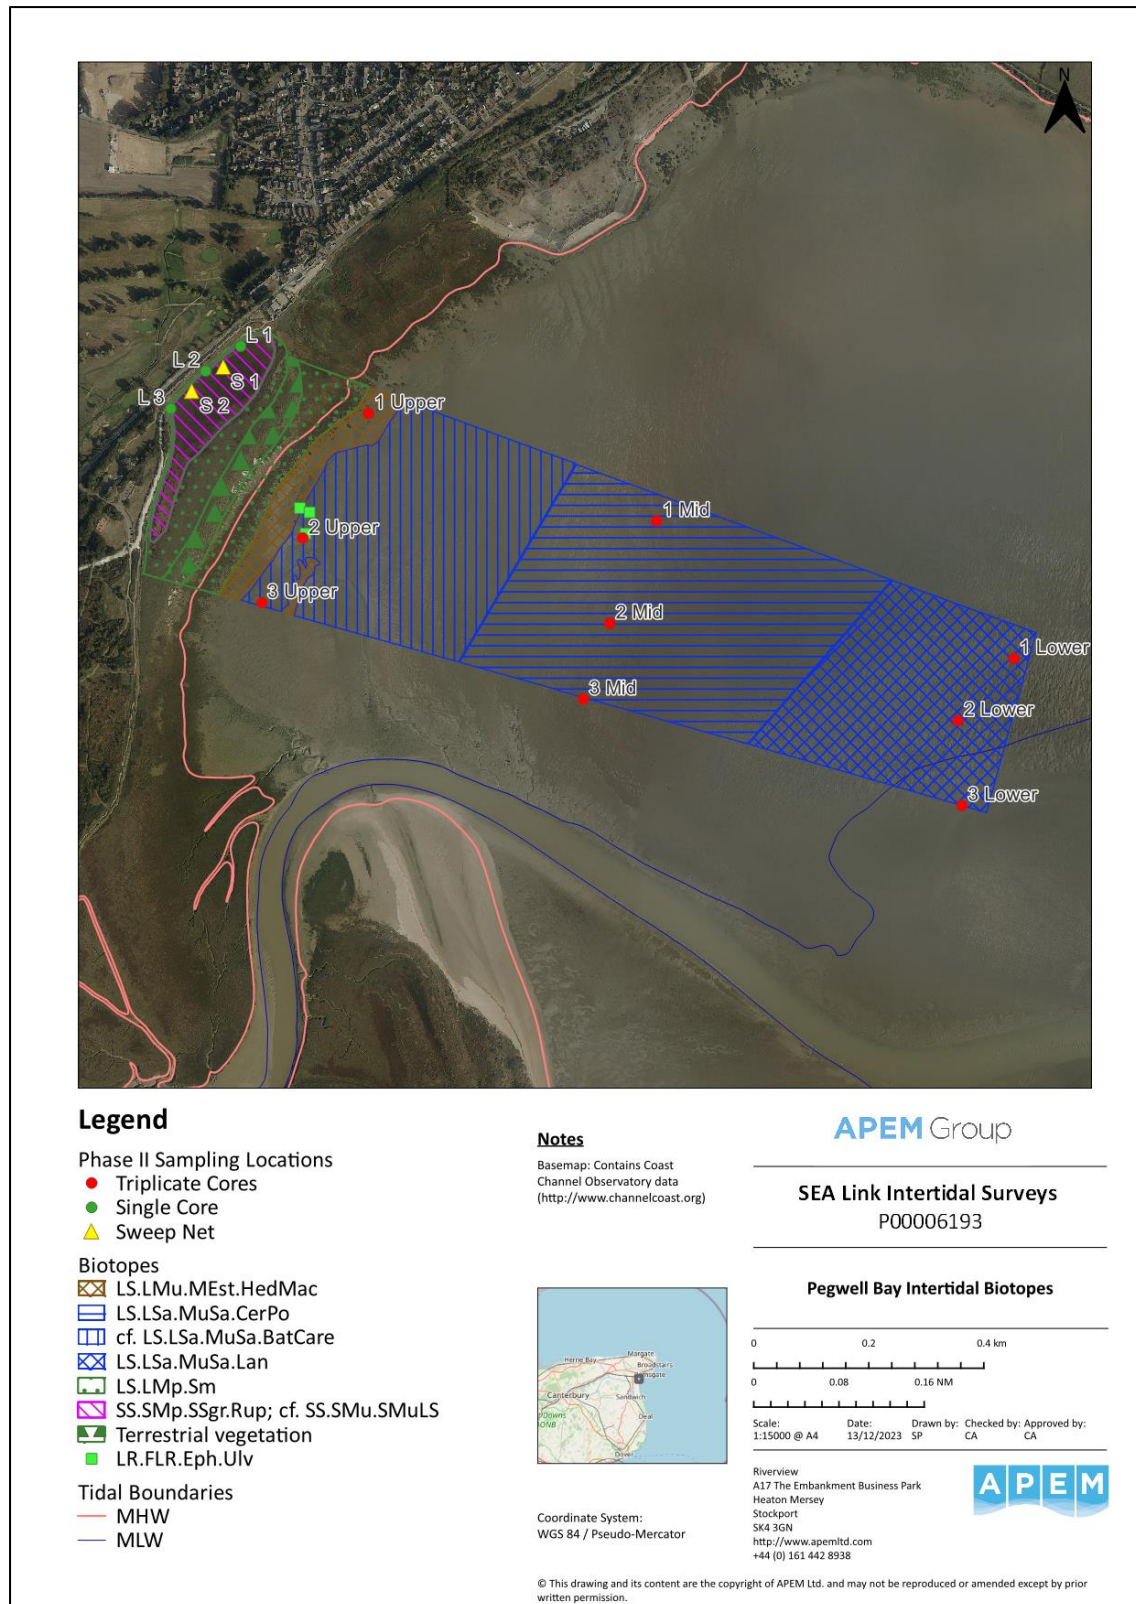 N
L 1
L 2
S 1
L 3
S 2
1 Upper
2 Upper
3 Upper
1 Mid
2 Mid
3 Mid
1 Lower
2 Lower
3 Lower
Legend
Phase II Sampling Locations
Triplicate Cores
Single Core
Sweep Net
Biotopes
LS.LMu.MEst.HedMac
LS.LSa.MuSa.CerPo
cf. LS.LSa.MuSa.BatCare
LS.LSa.MuSa.Lan
LS.LMp.Sm
SS.SMp.SSgr.Rup; cf. SS.SMu.SMuLS
Terrestrial vegetation
LR.FLR.Eph.Ulv
Tidal Boundaries
MHW
MLW
Notes
Basemap: Contains Coast
Channel Observatory data
(http://www.channelcoast.org)
Herne Bay
Margate
Broadstairs
Ramsgate
Canterbury
Sandwich
Deal
t Downs
ONB
Dover
Coordinate System:
WGS 84 / Pseudo-Mercator
APEM Group
SEA Link Intertidal Surveys
P00006193
Pegwell Bay Intertidal Biotopes
0 0.2 0.4 km
0 0.08 0.16 NM
Scale: Date: Drawn by: Checked by: Approved by:
1:15000 @ A4 13/12/2023 SP CA CA
Riverview
A17 The Embankment Business Park
Heaton Mersey
Stockport
SK4 3GN
http://www.apemltd.com
+44 (0) 161 442 8938
APEM
© This drawing and its content are the copyright of APEM Ltd. and may not be reproduced or amended except by prior
written permission.